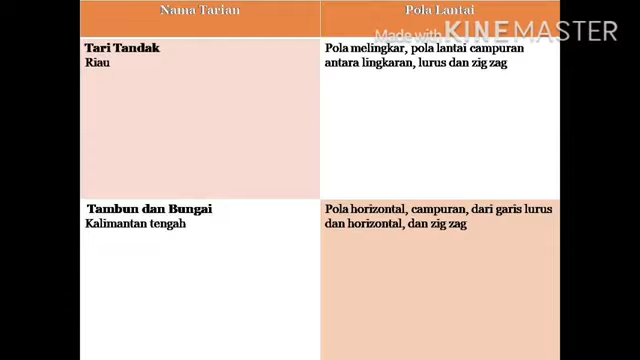 Nama Tarian
Pola Lantai
Made with KINEMASTER
Tari Tandak
Riau
Pola melingkar, pola lantai campuran
antara lingkaran, lurus dan zig zag
Tambun dan Bungai
Kalimantan tengah
Pola horizontal, campuran, dari garis lurus
dan horizontal, dan zig zag